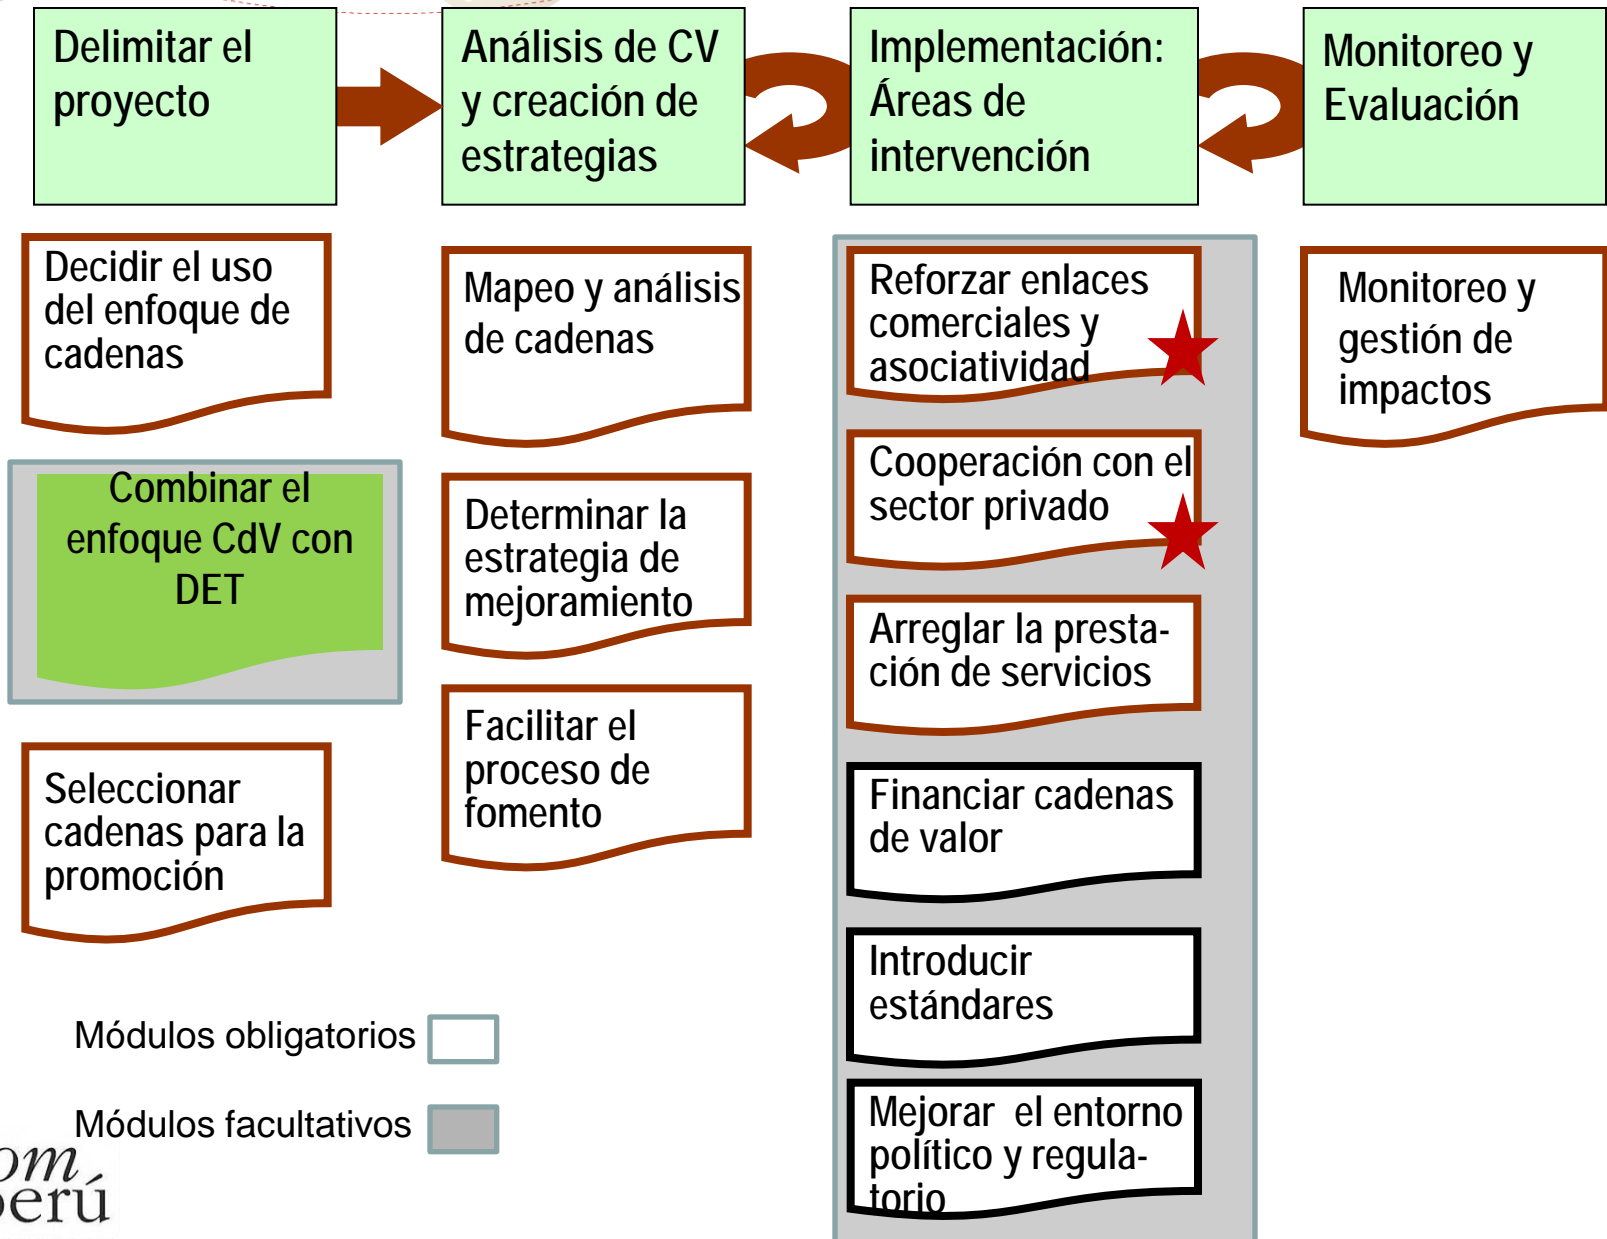 Delimitar el
proyecto
Análisis de CV
y creación de
estrategias
Implementación:
Áreas de
intervención
Monitoreo y
Evaluación
Decidir el uso
del enfoque de
cadenas
Combinar el
enfoque CdV con
DET
Seleccionar
cadenas para la
promoción
Mapeo y análisis
de cadenas
Determinar la
estrategia de
mejoramiento
Facilitar el
proceso de
fomento
Reforzar enlaces
comerciales y
asociatividad
Cooperación con el
sector privado
Arreglar la presta-
ción de servicios
Financiar cadenas
de valor
Introducir
estándares
Mejorar el entorno
político y regula-
torio
Monitoreo y
gestión de
impactos
Módulos obligatorios
Módulos facultativos
om
perú